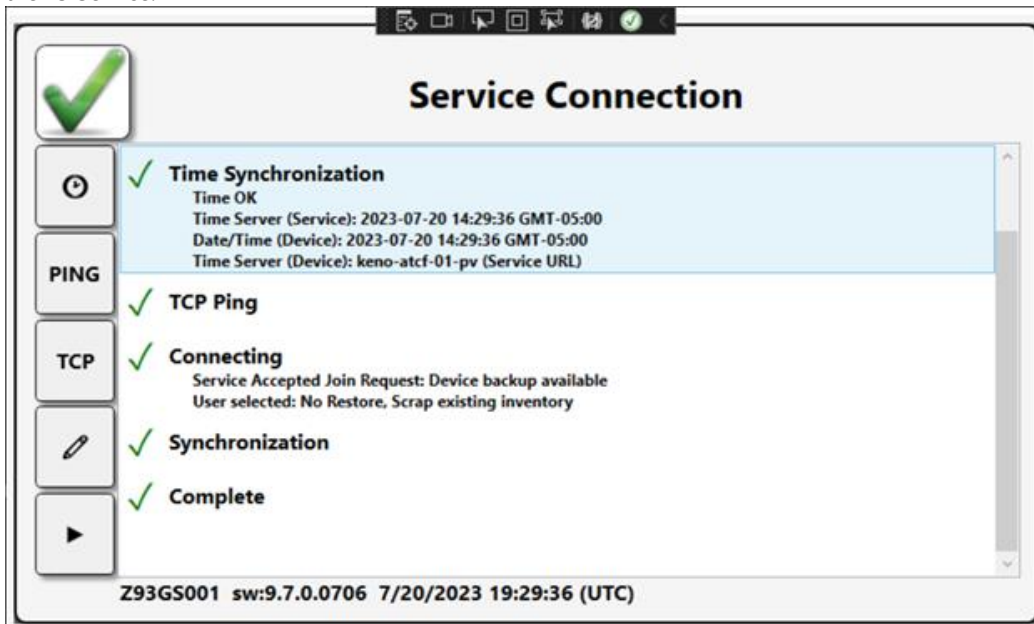 Service Connection
Time Synchronization
Time OK
Time Server (Service): 2023-07-20 14:29:36 GMT-05:00
Date/Time (Device): 2023-07-20 14:29:36 GMT-05:00
Time Server (Device): keno-atcf-01-pv (Service URL)
PING
TCP Ping
TCP
Connecting
Service Accepted Join Request: Device backup available
User selected: No Restore, Scrap existing inventory
Synchronization
Complete
Z93GS001 sw:9.7.0.0706 7/20/2023 19:29:36 (UTC)